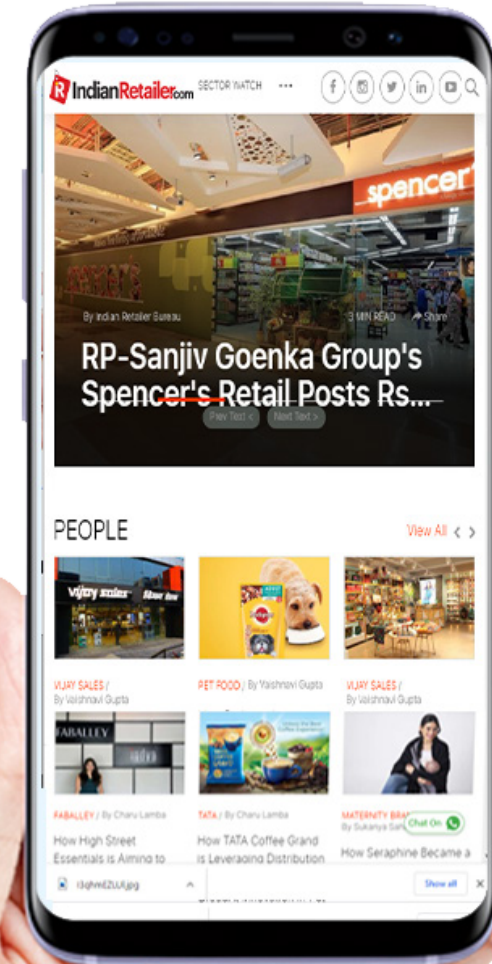 IndianRetailer.com SECTOR WATCH
spencer's
By Indian Retailer Bureau 3 MIN READ Share
RP-Sanjiv Goenka Group's
Spencer's Retail Posts Rs...
Prev Text < Next Text >
PEOPLE View All < >
vijay sales
VIJAY SALES / PET FOOD / By Vaishnavi Gupta VIJAY SALES /
By Vaishnavi Gupta By Vaishnavi Gupta
FABALLEY
FABALLEY / By Charu Lamba TATA / By Charu Lamba MATERNITY
By Sukanya
Chat On
How High Street How TATA Coffee Grand How Seraphine Became a
Essentials is Aiming to is Leveraging Distribution
Show all